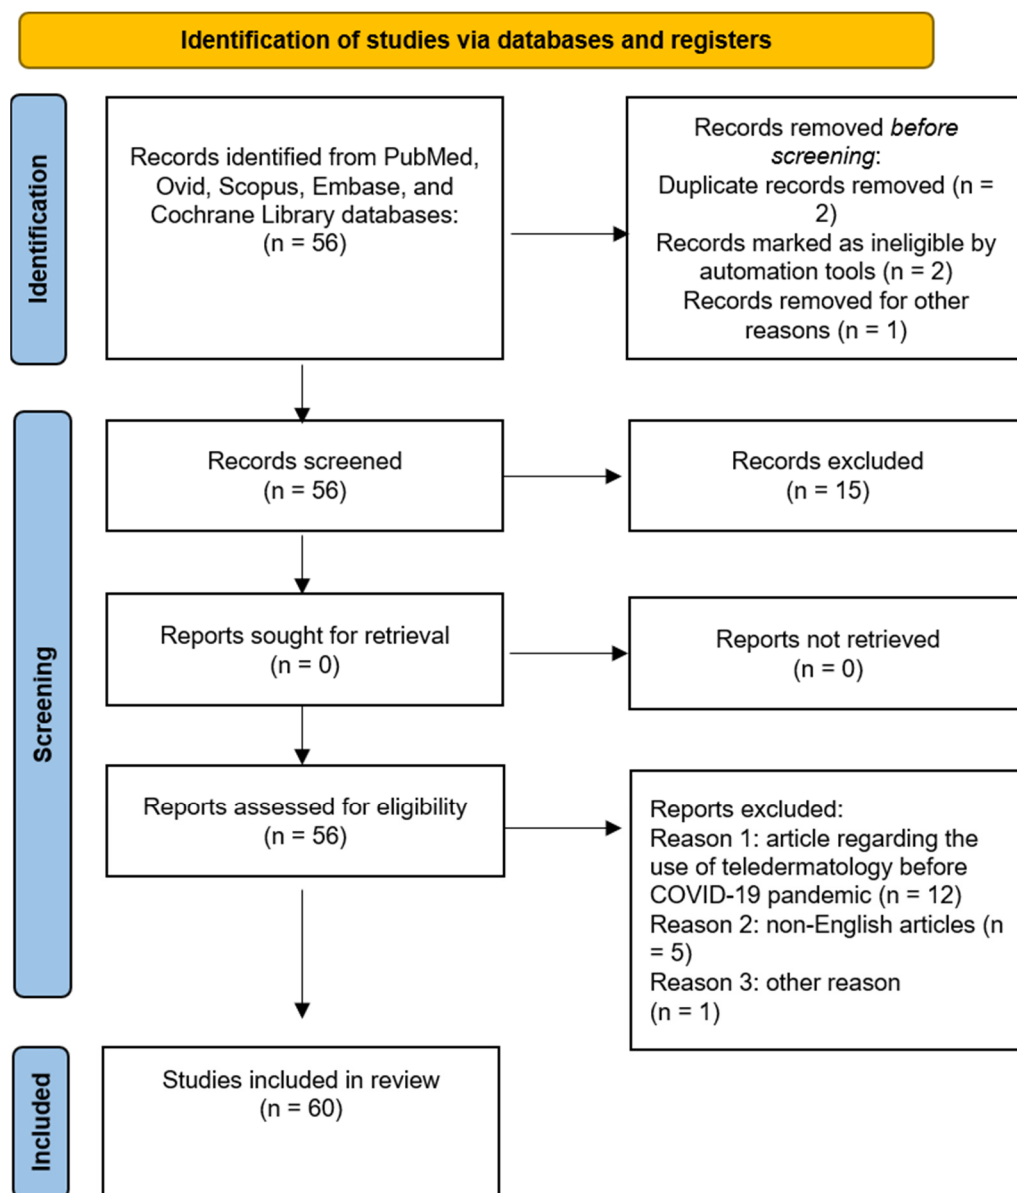 Identification of studies via databases and registers
Identification
Records identified from PubMed,
Ovid, Scopus, Embase, and
Cochrane Library databases:
(n = 56)
Records removed before
screening:
Duplicate records removed (n =
2)
Records marked as ineligible by
automation tools (n = 2)
Records removed for other
reasons (n = 1)
Screening
Records screened
(n = 56)
Records excluded
(n = 15)
Reports sought for retrieval
(n = 0)
Reports not retrieved
(n = 0)
Reports assessed for eligibility
(n = 56)
Reports excluded:
Reason 1: article regarding the
use of teledermatology before
COVID-19 pandemic (n = 12)
Reason 2: non-English articles (n
= 5)
Reason 3: other reason
(n = 1)
Included
Studies included in review
(n = 60)